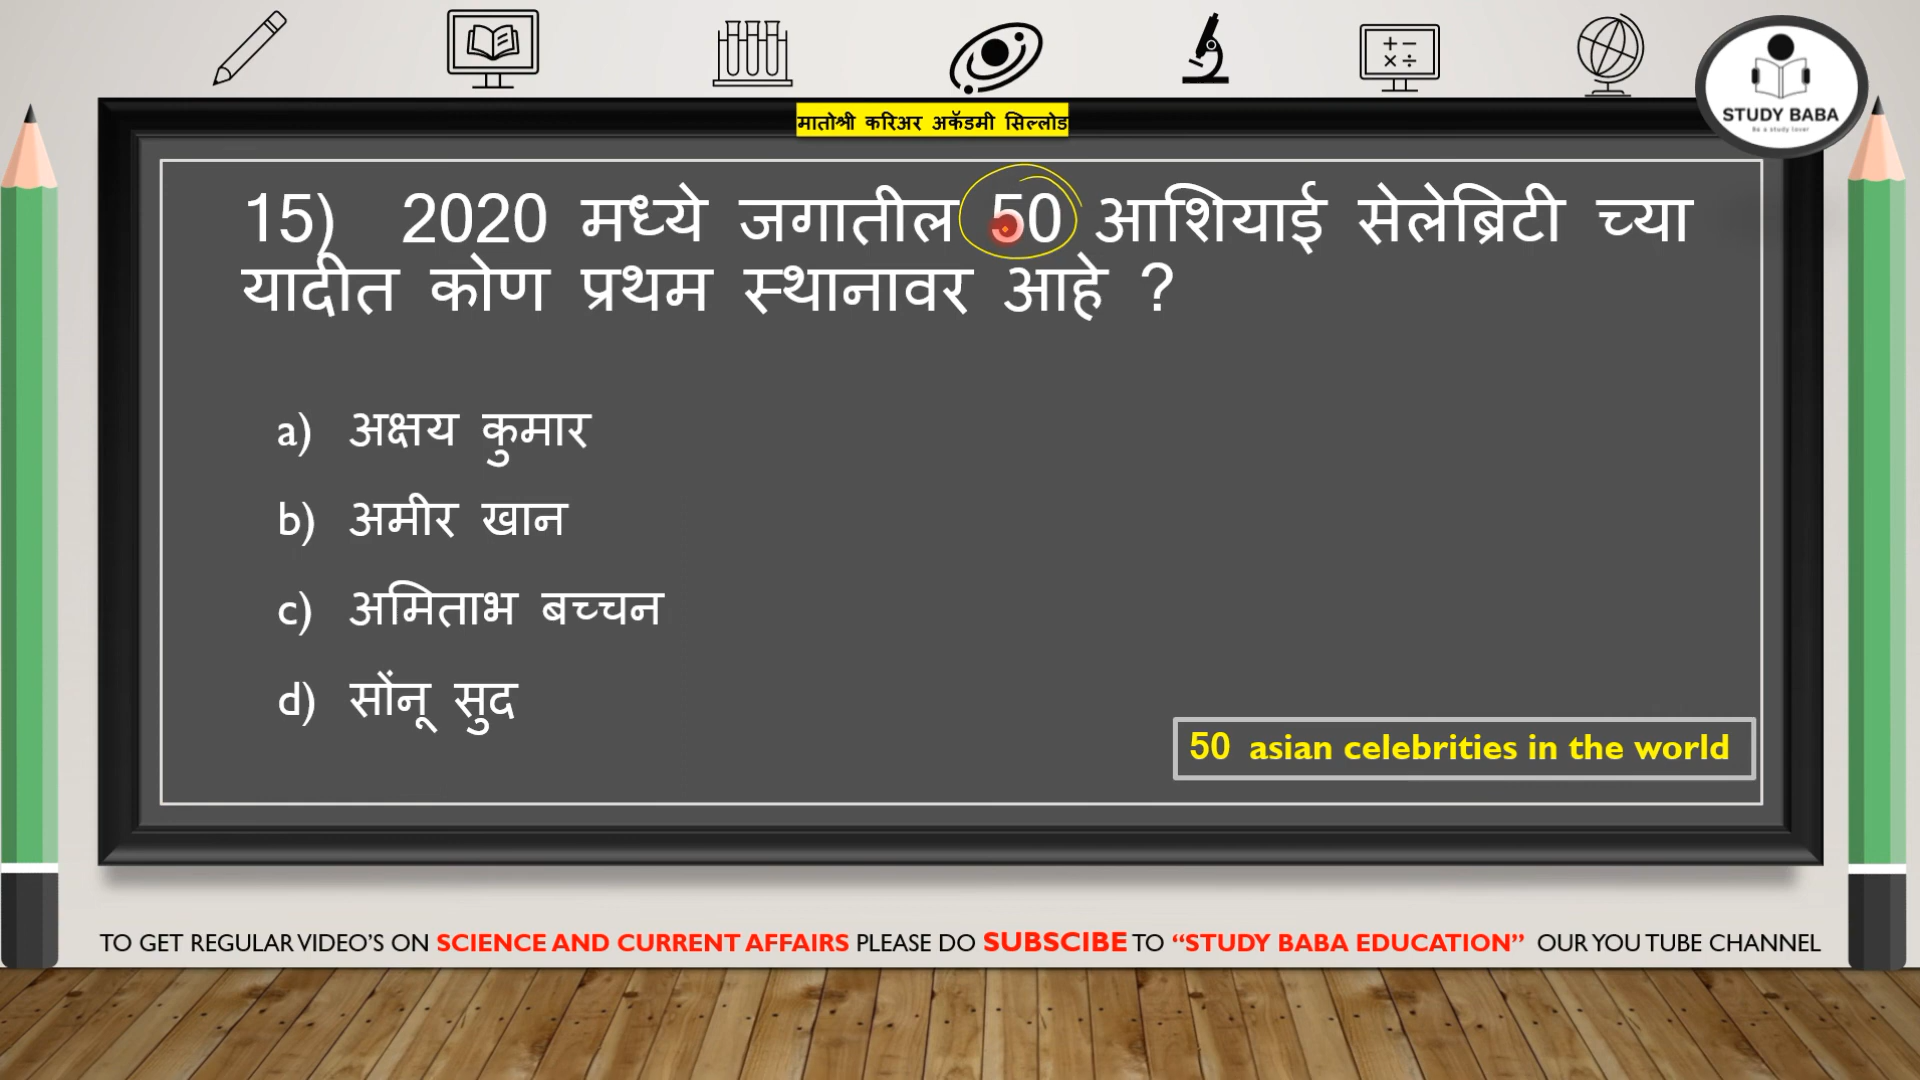 मातोश्री करिअर अकॅडमी सिल्लोड
STUDY BABA
Be a study lover
15) 2020 मध्ये जगातील 50 आशियाई सेलेब्रिटी च्या
यादीत कोण प्रथम स्थानावर आहे ?
a) अक्षय कुमार
b) अमीर खान
c) अमिताभ बच्चन
d) सोंनू सुद
50 asian celebrities in the world
TO GET REGULAR VIDEO'S ON SCIENCE AND CURRENT AFFAIRS PLEASE DO SUBSCIBE TO “STUDY BABA EDUCATION” OUR YOU TUBE CHANNEL